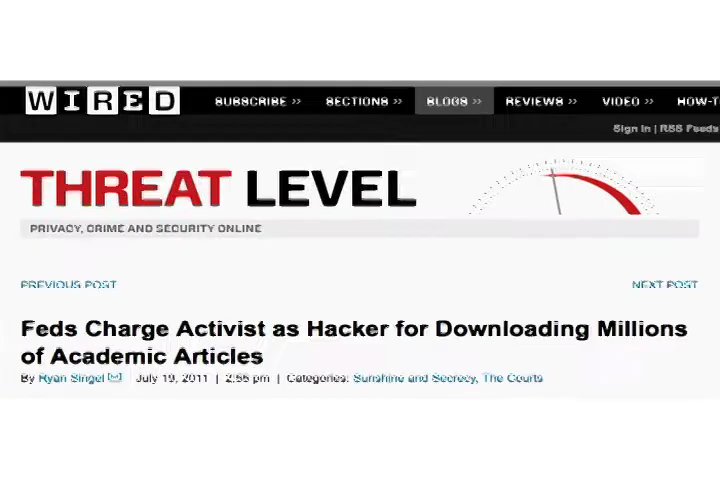 WIRED SUBSCRIBE >> SECTIONS >> BLOGS >> REVIEWS >> VIDEO >> HOW-T
Sign In | RSS Feeds
THREAT LEVEL
PRIVACY, CRIME AND SECURITY ONLINE
PREVIOUS POST NEXT POST
Feds Charge Activist as Hacker for Downloading Millions
of Academic Articles
By Ryan Singel July 19, 2011 | 2:56 pm | Categories: Sunshine and Secrecy, The Courts